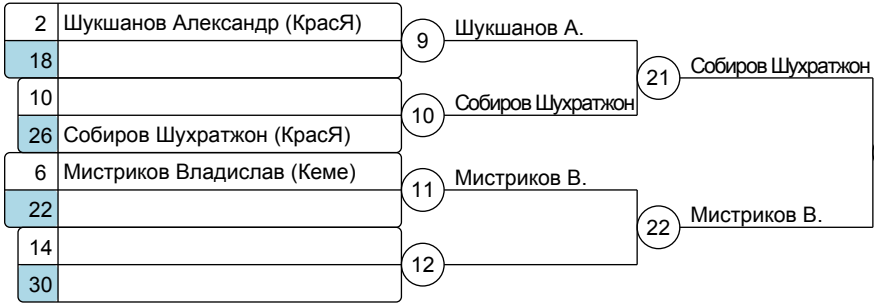 2 Шукшанов Александр (КрасЯ)
18
10
26 Собиров Шухратжон (КрасЯ)
6 Мистриков Владислав (Кеме)
22
14
30
9 Шукшанов А.
10 Собиров Шухратжон
11 Мистриков В.
12
21 Собиров Шухратжон
22 Мистриков В.